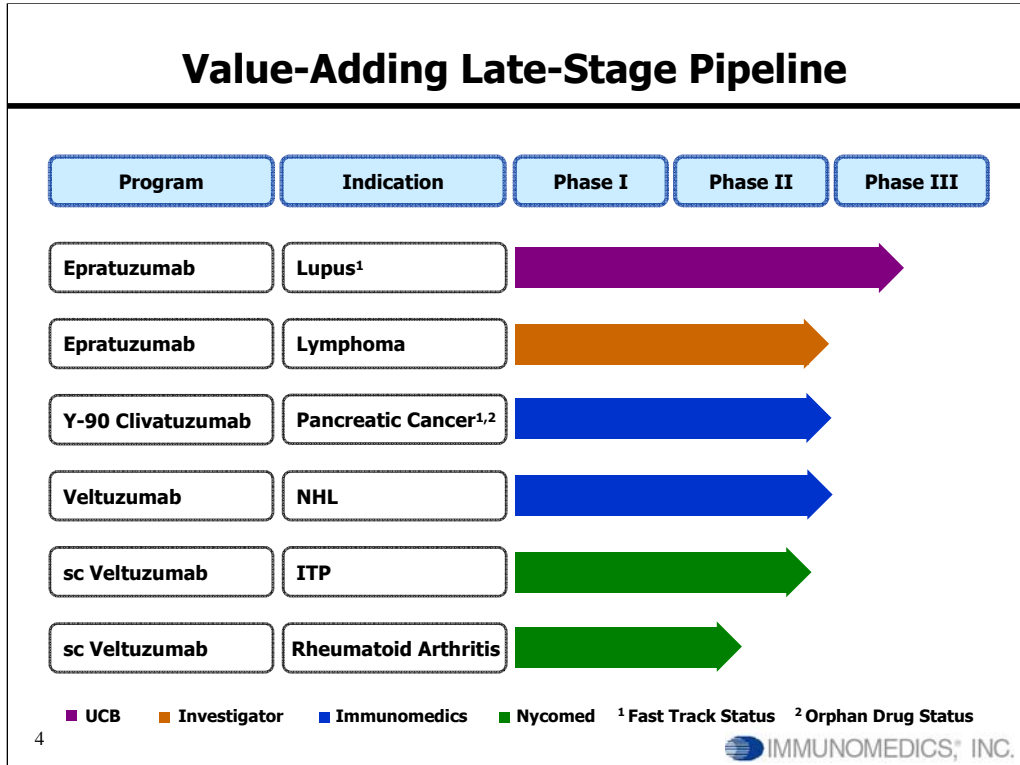 Value-Adding Late-Stage Pipeline
Program Indication Phase I Phase II Phase III
Epratuzumab Lupus¹
Epratuzumab Lymphoma
Y-90 Clivatuzumab Pancreatic Cancer¹,²
Veltuzumab NHL
sc Veltuzumab ITP
sc Veltuzumab Rheumatoid Arthritis
UCB Investigator Immunomedics Nycomed ¹ Fast Track Status ² Orphan Drug Status
4
IMMUNOMEDICS, INC.